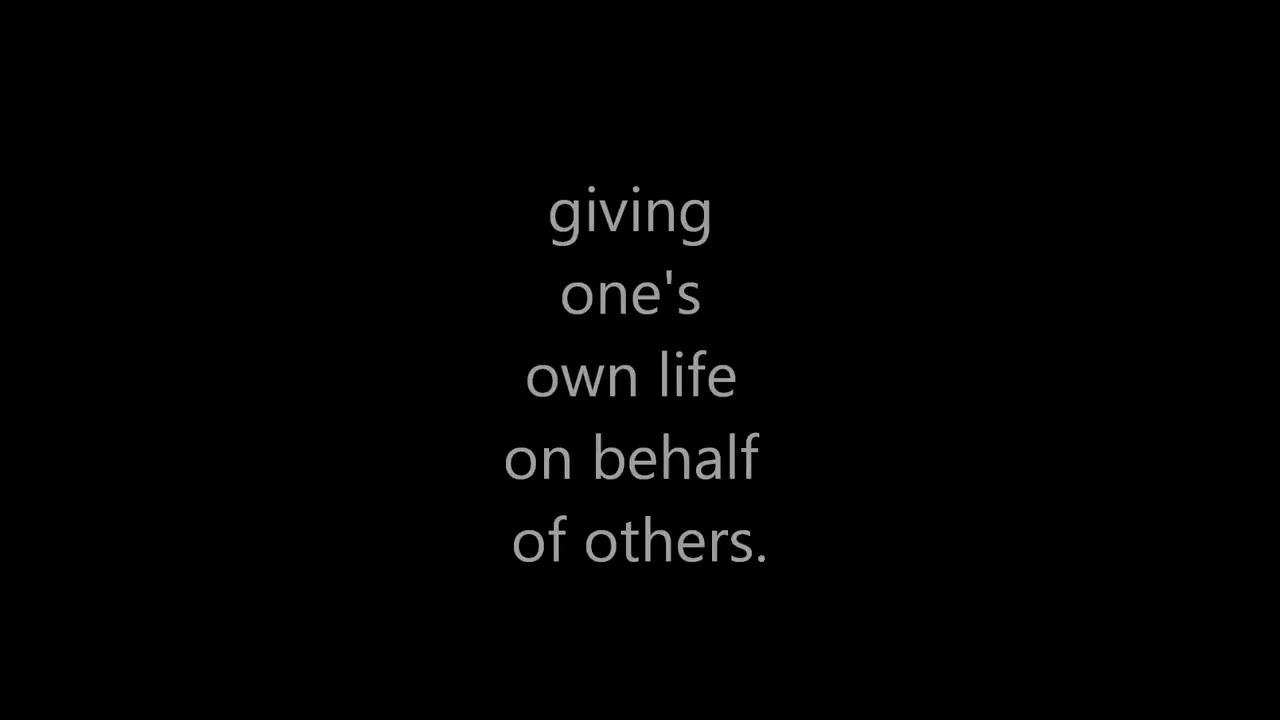 giving
one's
own life
on behalf
of others.